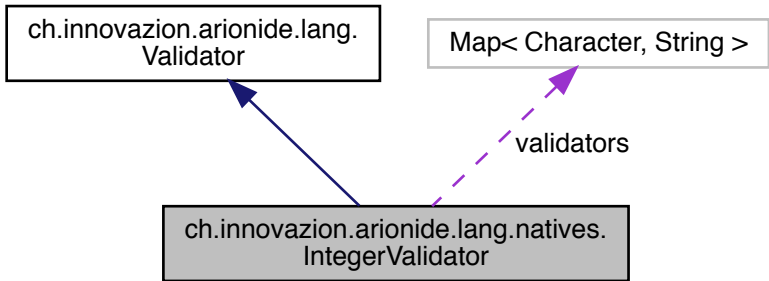 ch.innovazion.arionide.lang.
Validator
Map< Character, String >
validators
ch.innovazion.arionide.lang.natives.
IntegerValidator